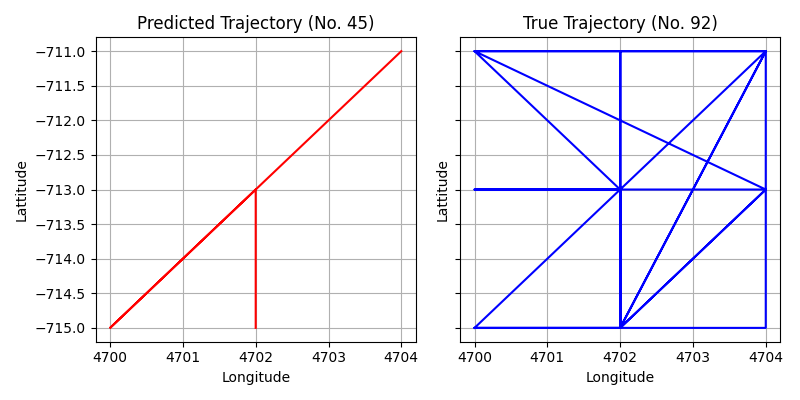 Predicted Trajectory (No. 45)
True Trajectory (No. 92)
−711.0
−711.5
−712.0
−712.5
−713.0
−713.5
−714.0
−714.5
−715.0
Lattitude
Lattitude
4700 4701 4702 4703 4704
4700 4701 4702 4703 4704
Longitude
Longitude